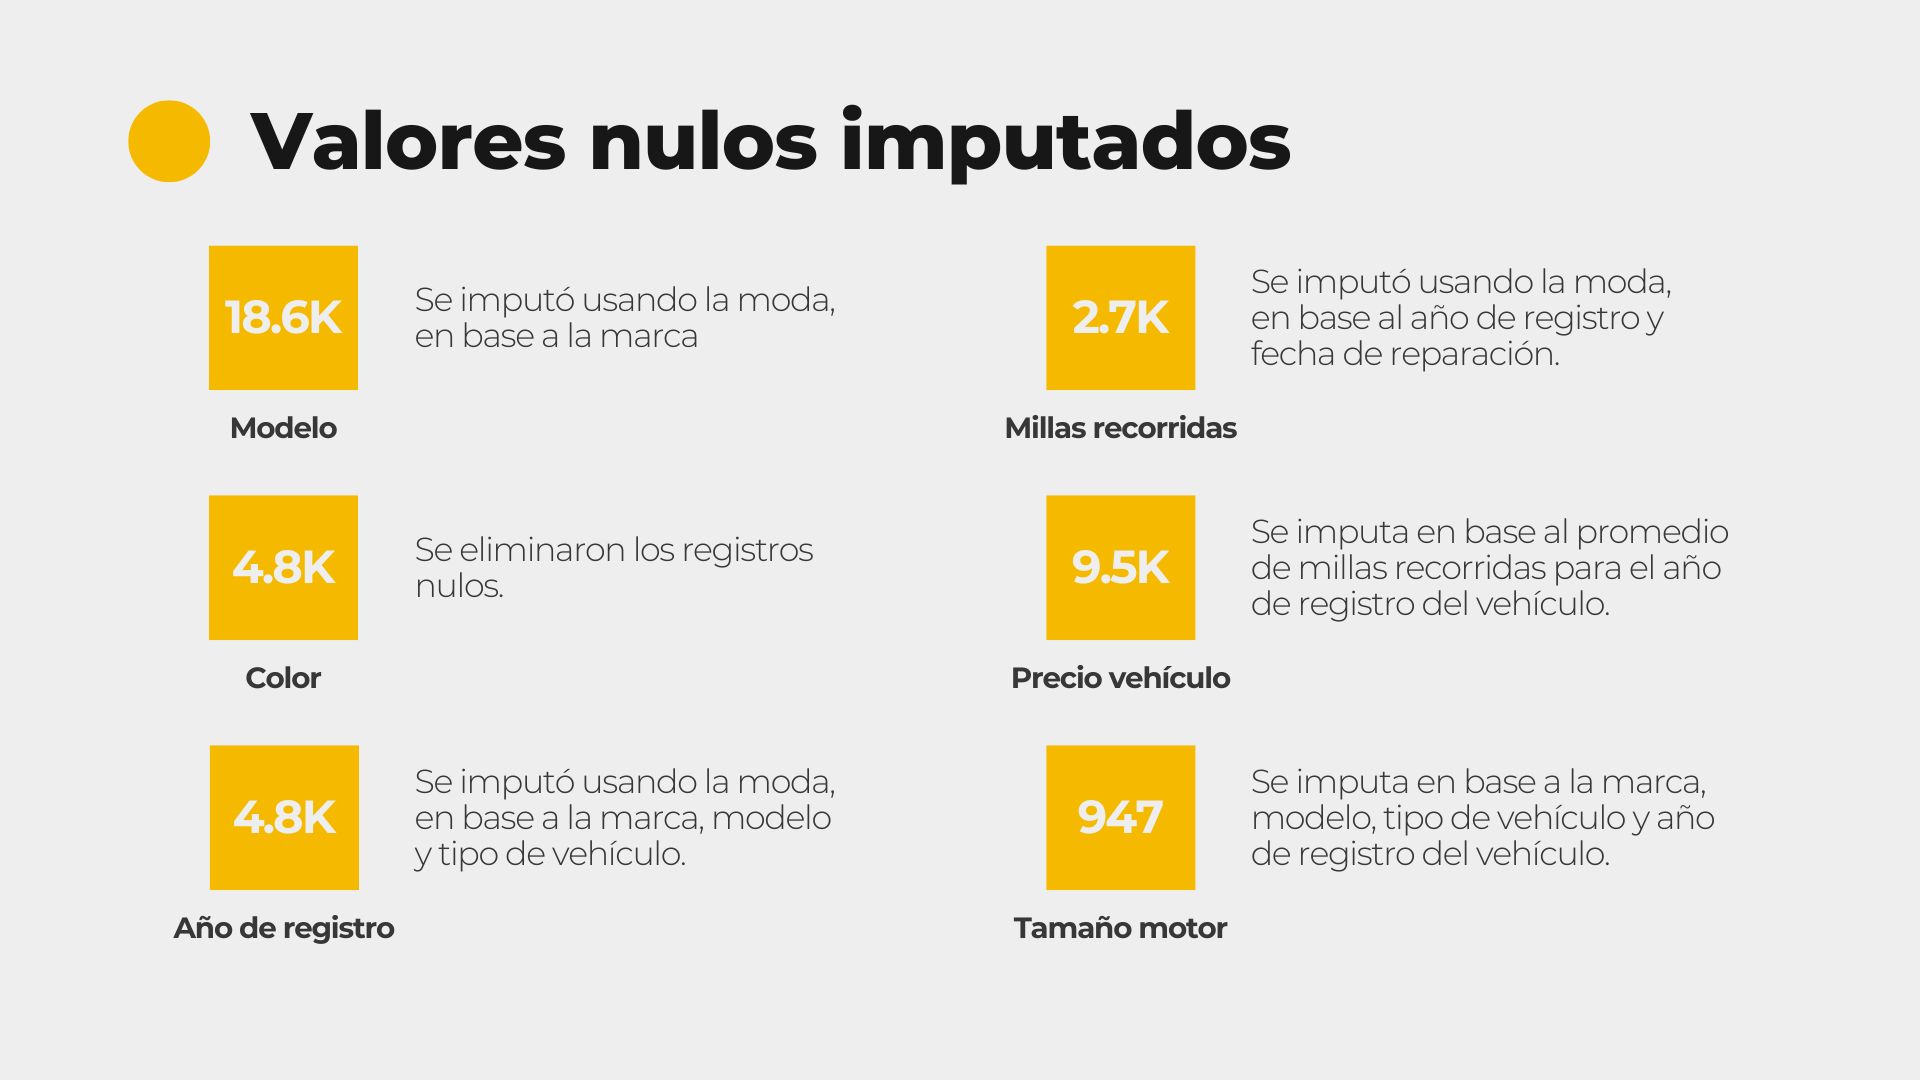 Valores nulos imputados
18.6K
Se imputó usando la moda,
en base a la marca
Modelo
4.8K
Se eliminaron los registros
nulos.
Color
4.8K
Se imputó usando la moda,
en base a la marca, modelo
y tipo de vehículo.
Año de registro
2.7K
Se imputó usando la moda,
en base al año de registro y
fecha de reparación.
Millas recorridas
9.5K
Se imputa en base al promedio
de millas recorridas para el año
de registro del vehículo.
Precio vehículo
947
Se imputa en base a la marca,
modelo, tipo de vehículo y año
de registro del vehículo.
Tamaño motor